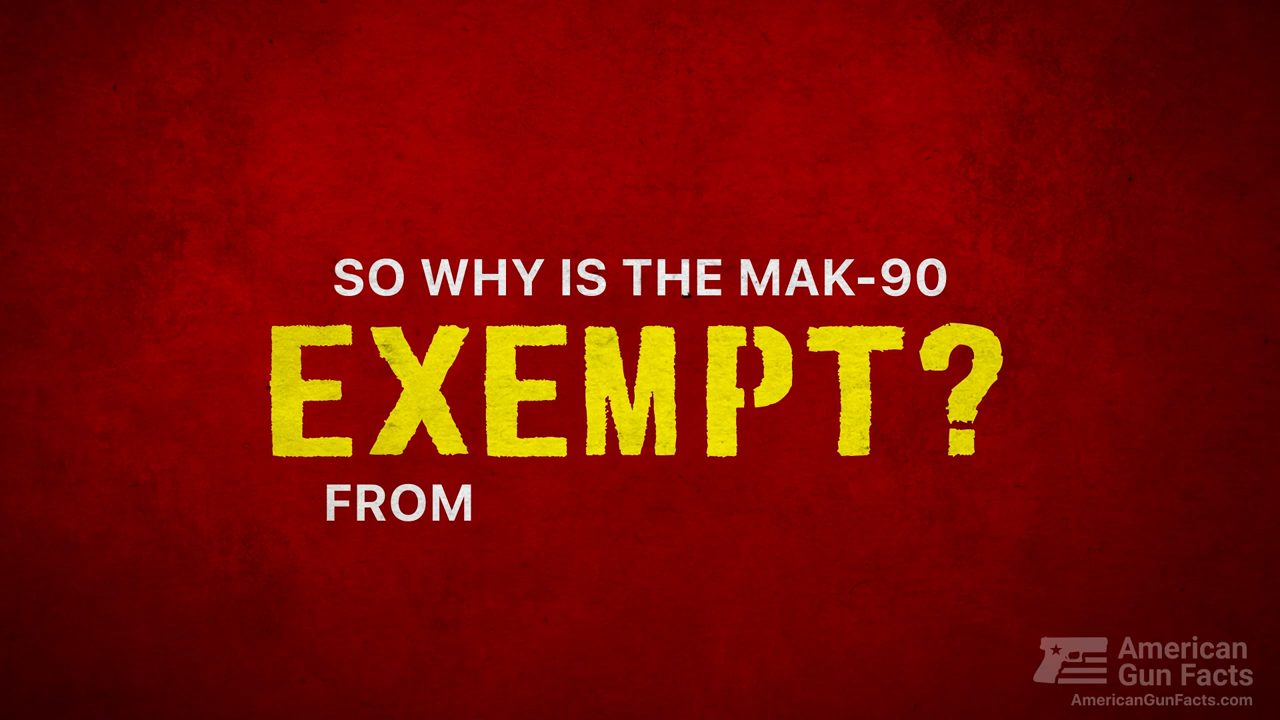 SO WHY IS THE MAK-90
EXEMPT?
FROM
American
Gun Facts
AmericanGunFacts.com